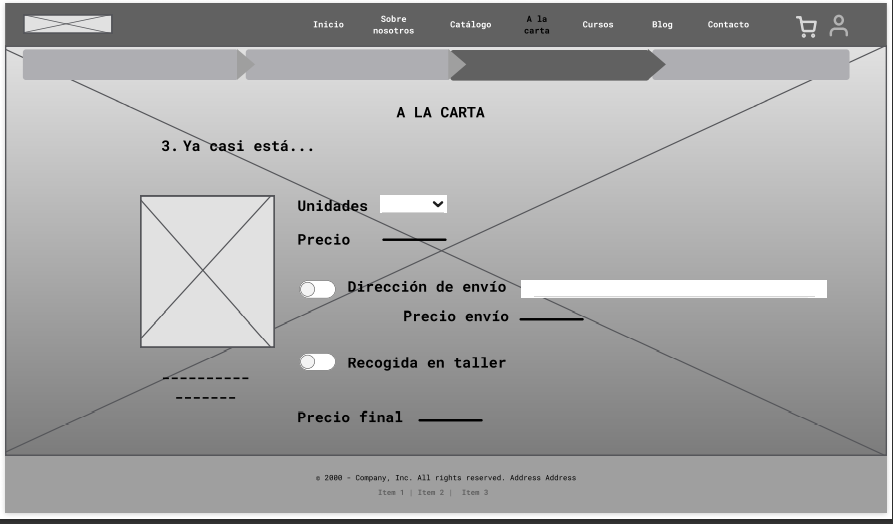 Inicio
Sobre
nosotros
Catálogo
A la
carta
Cursos
Blog
Contacto
A LA CARTA
3. Ya casi está...
Unidades
Precio
Dirección de envío
Precio envío
Recogida en taller
Precio final
© 2000 - Company, Inc. All rights reserved. Address Address
Item 1 | Item 2 | Item 3